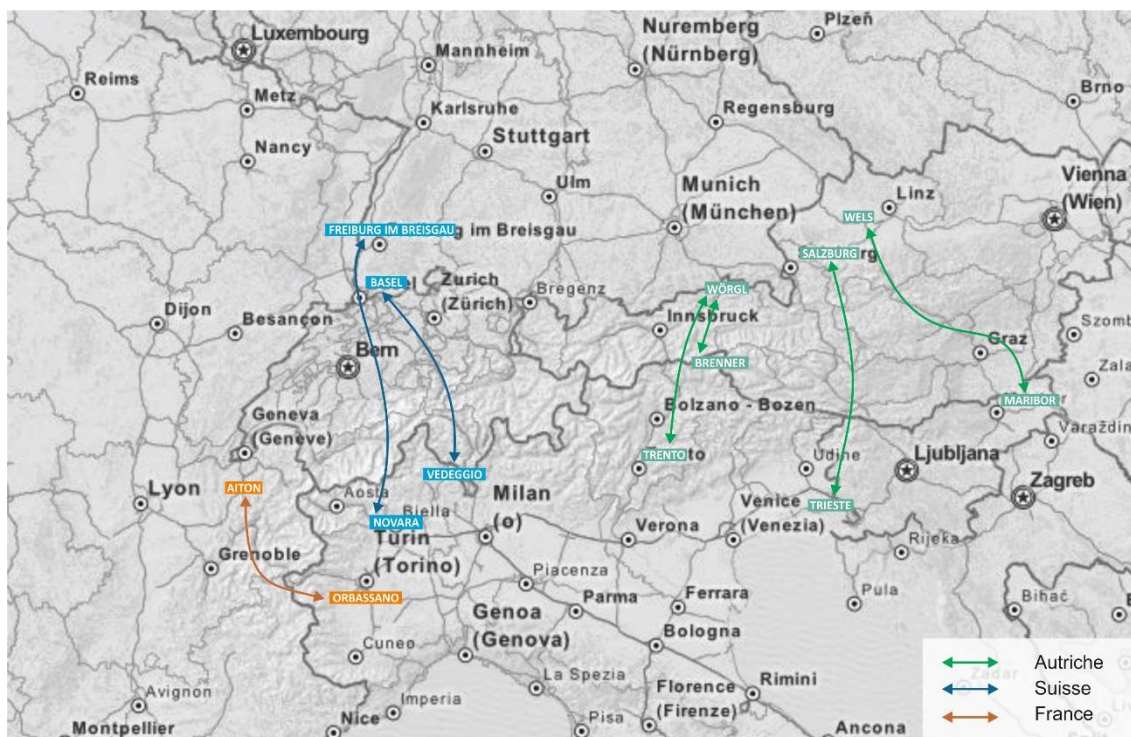 Luxembourg
Reims
Metz
Nancy
Mannheim
Karlsruhe
Stuttgart
Ulm
Nuremberg
(Nürnberg)
Regensburg
Plzeň
Brno
Vienna
(Wien)
Linz
WELS
Munich
(München)
SALZBURG
FREIBURG IM BREISGAU
im Breisgau
BASEL
Zurich
(Zürich)
Bregenz
WÖRGL
Innsbruck
BRENNER
Dijon
Besançon
Bern
Graz
Szomb
Zala
MARIBOR
Varaždin
Geneva
(Genève)
Bolzano - Bozen
TRENTO
Udine
Ljubljana
Zagreb
Lyon
AITON
Aosta
VEDEGGIO
Milan
NOVARA
Biella
Turin
(Torino)
Verona
Venice
(Venezia)
TRIESTE
Rijeka
Grenoble
ORBASSANO
Piacenza
Parma
Ferrara
Pula
Bihać
Cuneo
Genoa
(Genova)
Bologna
La Spezia
Florence
(Firenze)
Rimini
Avignon
Imperia
Montpellier
Nice
Pisa
Ancona
Zadar
Autriche
Suisse
France